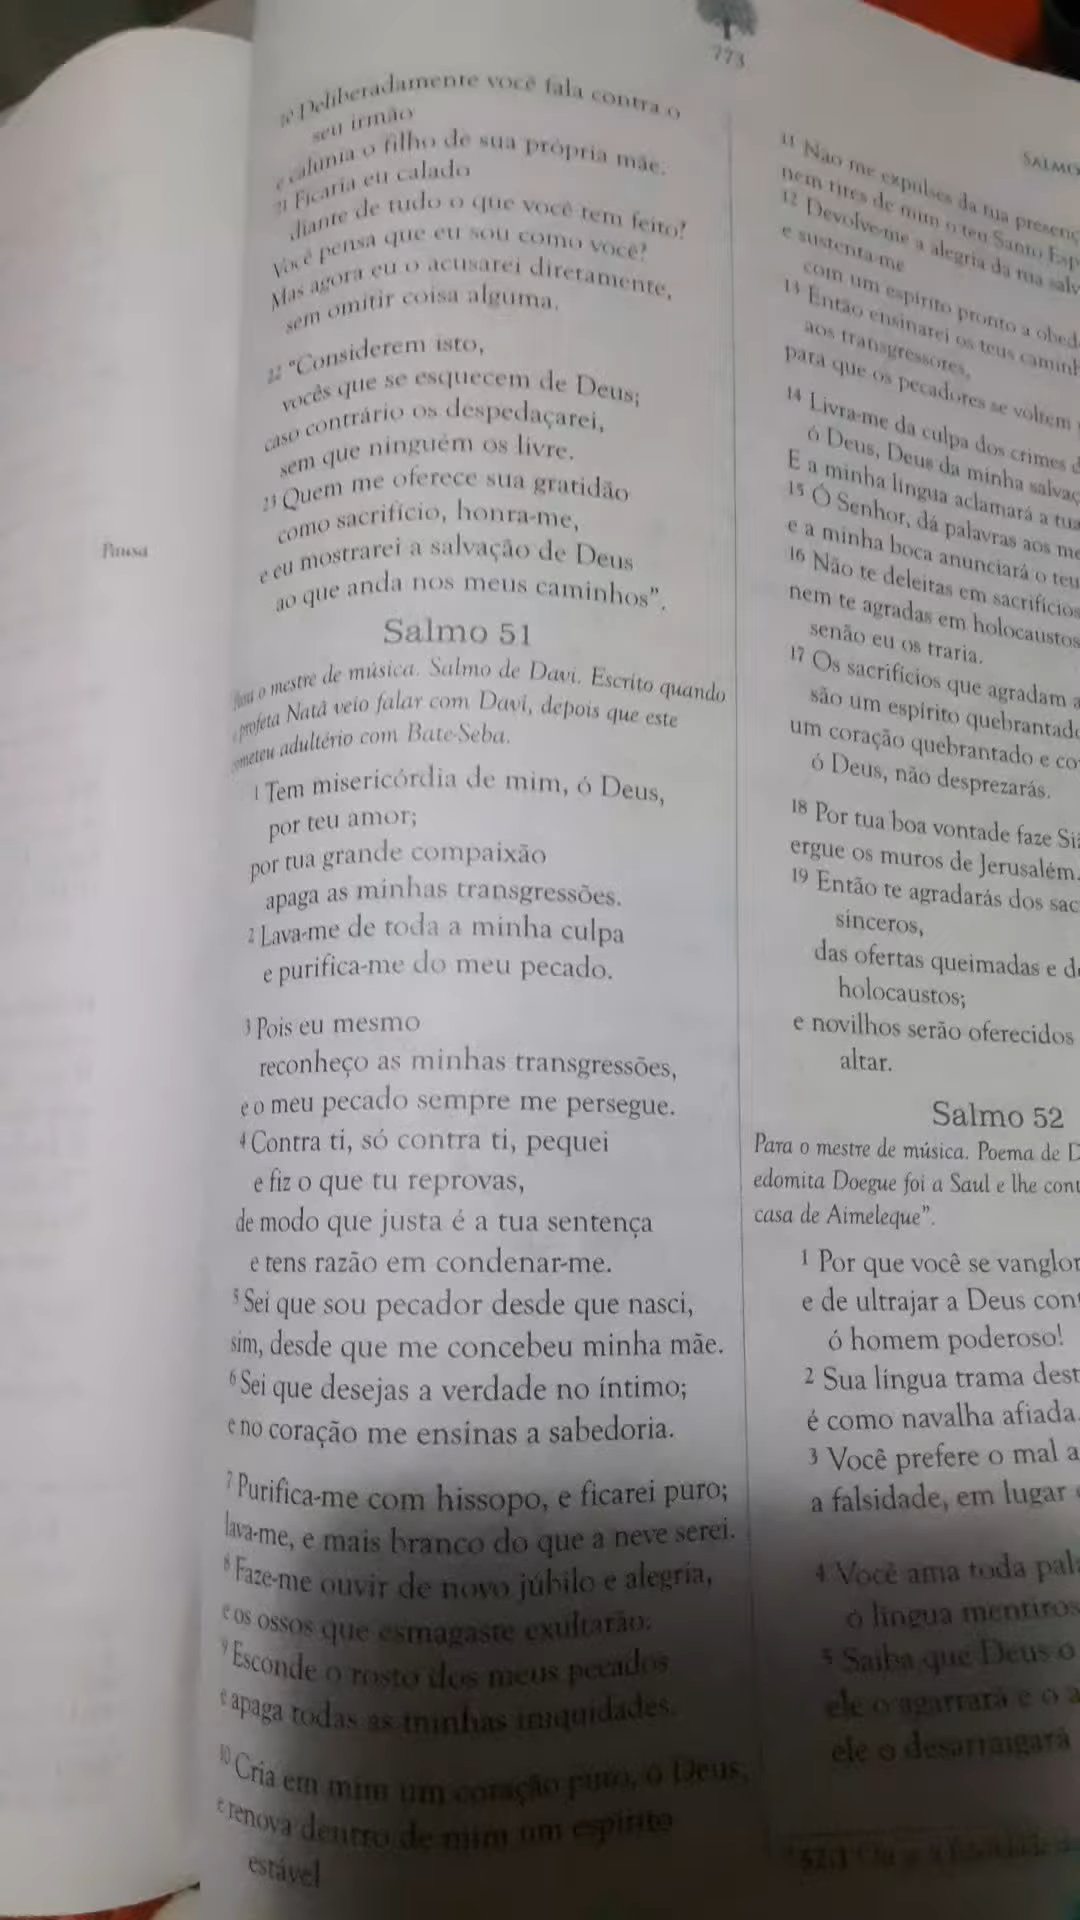 773
20 Deliberadamente você fala contra o
seu irmão
e calunia o filho de sua própria mãe.
21 Ficaria eu calado
diante de tudo o que você tem feito?
Você pensa que eu sou como você?
Mas agora eu o acusarei diretamente,
sem omitir coisa alguma.
22 "Considerem isto,
vocês que se esquecem de Deus;
caso contrário os despedaçarei,
sem que ninguém os livre.
23 Quem me oferece sua gratidão
como sacrifício, honra-me,
e eu mostrarei a salvação de Deus
ao que anda nos meus caminhos".
Pausa
Salmo 51
o mestre de música. Salmo de Davi. Escrito quando
profeta Natã veio falar com Davi, depois que este
adultério com Bate-Seba.
1 Tem misericórdia de mim, ó Deus,
por teu amor;
por tua grande compaixão
apaga as minhas transgressões.
2 Lava-me de toda a minha culpa
e purifica-me do meu pecado.
3 Pois eu mesmo
reconheço as minhas transgressões,
e o meu pecado sempre me persegue.
4 Contra ti, só contra ti, pequei
e fiz o que tu reprovas,
de modo que justa é a tua sentença
e tens razão em condenar-me.
5 Sei que sou pecador desde que nasci,
sim, desde que me concebeu minha mãe.
6 Sei que desejas a verdade no íntimo;
e no coração me ensinas a sabedoria.
7 Purifica-me com hissopo, e ficarei puro;
lava-me, e mais branco do que a neve serei.
8 Faze-me ouvir de novo júbilo e alegria,
e os ossos que esmagaste exultarão.
9 Esconde o rosto dos meus pecados
e apaga todas as minhas iniquidades.
10 Cria em mim um coração puro, ó Deus,
e renova dentro de mim um espírito
estável
SALMO
11 Não me expulses da tua
nem tires de mim o teu Santo
12 Devolve-me a alegria da tua
e sustenta-me
com um espírito pronto a
13 Então ensinarei os teus
aos transgressores,
para que os pecadores se voltem
14 Livra-me da culpa dos crimes
ó Deus, Deus da minha
E a minha língua aclamará a
15 Ó Senhor, dá palavras aos
e a minha boca anunciará o teu
16 Não te deleitas em sacrifícios
nem te agradas em holocaustos
senão eu os traria.
17 Os sacrifícios que agradam a
são um espírito
um coração quebrantado e
ó Deus, não desprezarás.
18 Por tua boa vontade faze
ergue os muros de Jerusalém.
19 Então te agradarás dos
sinceros,
das ofertas queimadas e
holocaustos;
e novilhos serão oferecidos
altar.
Salmo 52
Para o mestre de música. Poema de
edomita Doegue foi a Saul e lhe
casa de Aimeleque".
1 Por que você se
e de ultrajar a Deus
ó homem poderoso!
2 Sua língua trama
é como navalha afiada
3 Você prefere o mal a
a falsidade, em lugar
4 Você ama toda
ó língua
5 Saiba que Deus o
ele o agarrará e o
ele o desarraigará
52:1